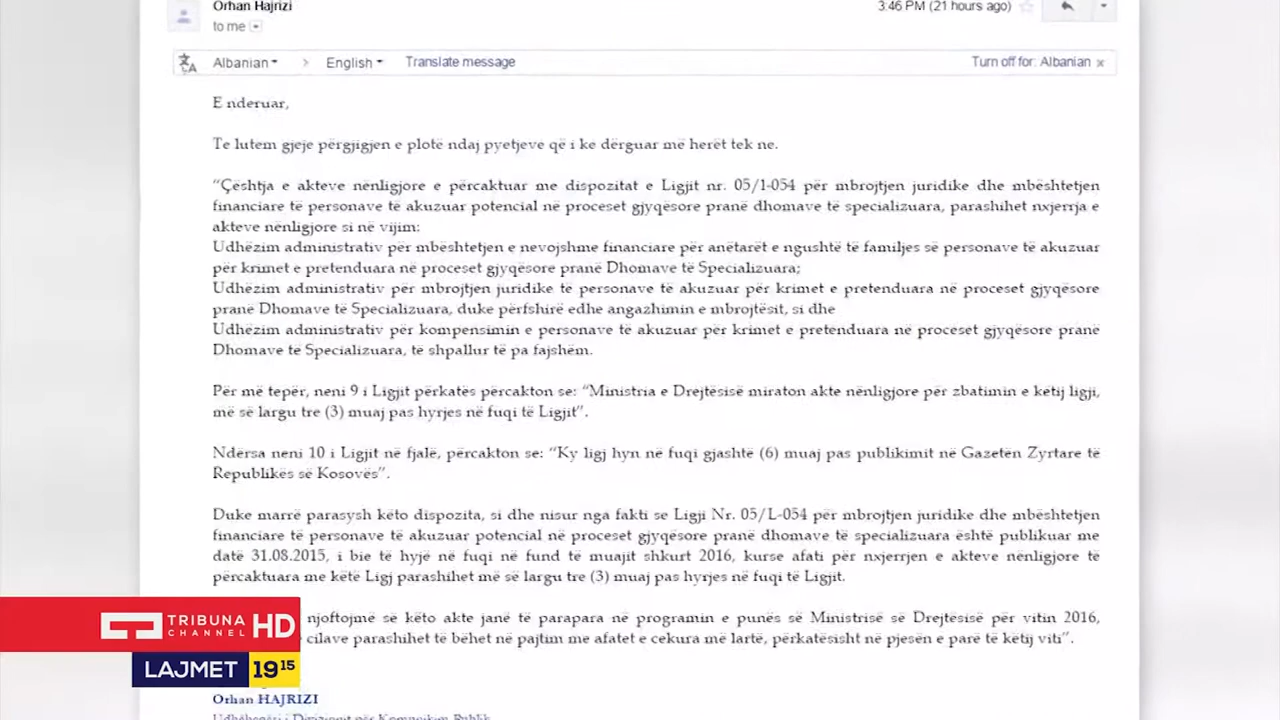 Orhan Hajrizi
3:46 PM (21 hours ago)
to me
Albanian > English Translate message Turn off for: Albanian x
E nderuar,
Te lutem gjeje përgjigjen e plotë ndaj pyetjeve që i ke dërguar më herët tek ne.
“Çështja e akteve nënligjore e përcaktuar me dispozitat e Ligjit nr. 05/1-054 për mbrojtjen juridike dhe mbështetjen
financiare të personave të akuzuar potencial në proceset gjyqësore pranë dhomave të specializuara, parashihet nxjerrja e
akteve nënligjore si në vijim:
Udhëzim administrativ për mbështetjen e nevojshme financiare për anëtarët e ngushtë të familjes së personave të akuzuar
për krimet e pretenduara në proceset gjyqësore pranë Dhomave të Specializuara;
Udhëzim administrativ për mbrojtjen juridike të personave të akuzuar për krimet e pretenduara në proceset gjyqësore
pranë Dhomave të Specializuara, duke përfshirë edhe angazhimin e mbrojtësit, si dhe
Udhëzim administrativ për kompensimin e personave të akuzuar për krimet e pretenduara në proceset gjyqësore pranë
Dhomave të Specializuara, të shpallur të pa fajshëm.
Për më tepër, neni 9 i Ligjit përkatës përcakton se: “Ministria e Drejtësisë miraton akte nënligjore për zbatimin e këtij ligji,
më së largu tre (3) muaj pas hyrjes në fuqi të Ligjit”.
Ndërsa neni 10 i Ligjit në fjalë, përcakton se: “Ky ligj hyn në fuqi gjashtë (6) muaj pas publikimit në Gazetën Zyrtare të
Republikës së Kosovës”.
Duke marrë parasysh këto dispozita, si dhe nisur nga fakti se Ligji Nr. 05/L-054 për mbrojtjen juridike dhe mbështetjen
financiare të personave të akuzuar potencial në proceset gjyqësore pranë dhomave të specializuara është publikuar me
datë 31.08.2015, i bie të hyjë në fuqi në fund të muajit shkurt 2016, kurse afati për nxjerrjen e akteve nënligjore të
përcaktuara me këtë Ligj parashihet më së largu tre (3) muaj pas hyrjes në fuqi të Ligjit.
njoftojmë së këto akte janë të parapara në programin e punës së Ministrisë së Drejtësisë për vitin 2016,
cilave parashihet të bëhet në pajtim me afatet e cekura më lartë, përkatësisht në pjesën e parë të këtij viti”.
TRIBUNA
CHANNEL HD
LAJMET 19 15
Orhan HAJRIZI